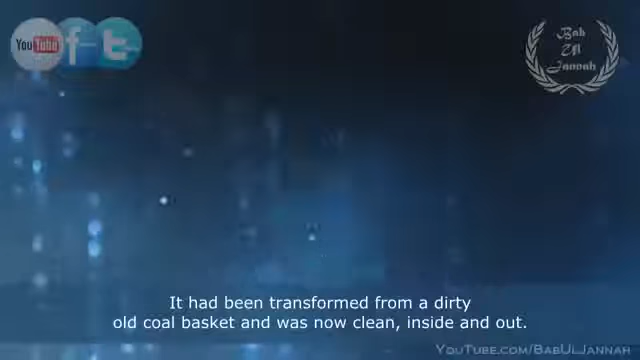 YouTube
f
t
Bab
Ul
Jannah
It had been transformed from a dirty
old coal basket and was now clean, inside and out.
YouTube.com/BabUlJannah